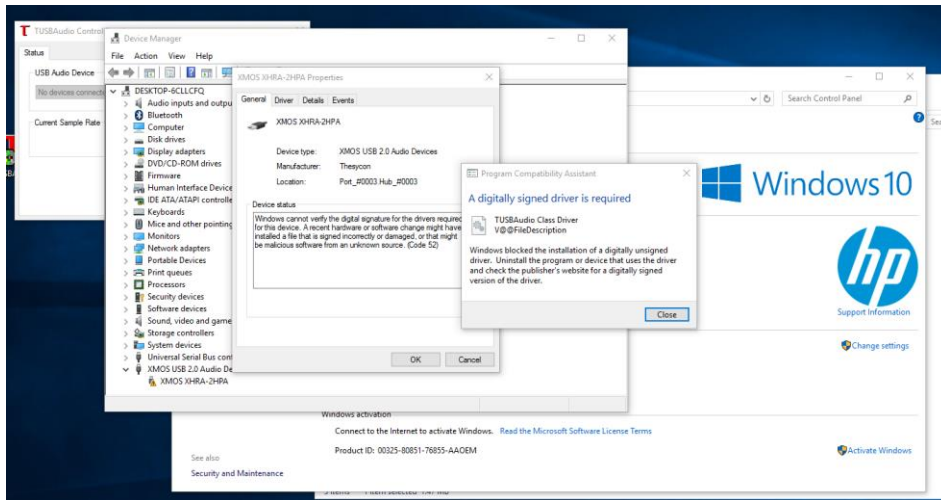 TUSBAudio Control
Status
USB Audio Device
No devices connect
Current Sample Rate
Device Manager
File Action View Help
DESKTOP-6CLLCFQ
Audio inputs and outpu
Bluetooth
Computer
Disk drives
Display adapters
DVD/CD-ROM drives
Firmware
Human Interface Device
IDE ATA/ATAPI controlle
Keyboards
Mice and other pointing
Monitors
Network adapters
Portable Devices
Print queues
Processors
Security devices
Software devices
Sound, video and game
Storage controllers
System devices
Universal Serial Bus cont
XMOS USB 2.0 Audio De
XMOS XHRA-2HPA
XMOS XHRA-2HPA Properties
General Driver Details Events
XMOS XHRA-2HPA
Device type: XMOS USB 2.0 Audio Devices
Manufacturer: Thesycon
Location: Port_#0003.Hub_#0003
Device status
Windows cannot verify the digital signature for the drivers required
for this device. A recent hardware or software change might have
installed a file that is signed incorrectly or damaged, or that might
be malicious software from an unknown source. (Code 52)
OK Cancel
Program Compatibility Assistant
A digitally signed driver is required
TUSBAudio Class Driver
V@@FileDescription
Windows blocked the installation of a digitally unsigned
driver. Uninstall the program or device that uses the driver
and check the publisher's website for a digitally signed
version of the driver.
Close
Search Control Panel
Windows 10
hp
Support Information
Change settings
Windows activation
Connect to the Internet to activate Windows. Read the Microsoft Software License Terms
Product ID: 00325-80851-76855-AAOEM
Activate Windows
See also
Security and Maintenance